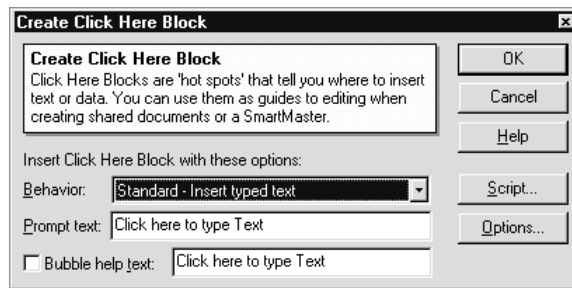 Create Click Here Block
Create Click Here Block
Click Here Blocks are 'hot spots' that tell you where to insert
text or data. You can use them as guides to editing when
creating shared documents or a SmartMaster.
OK
Cancel
Help
Insert Click Here Block with these options:
Behavior: Standard - Insert typed text
Script...
Prompt text: Click here to type Text
Options...
Bubble help text: Click here to type Text